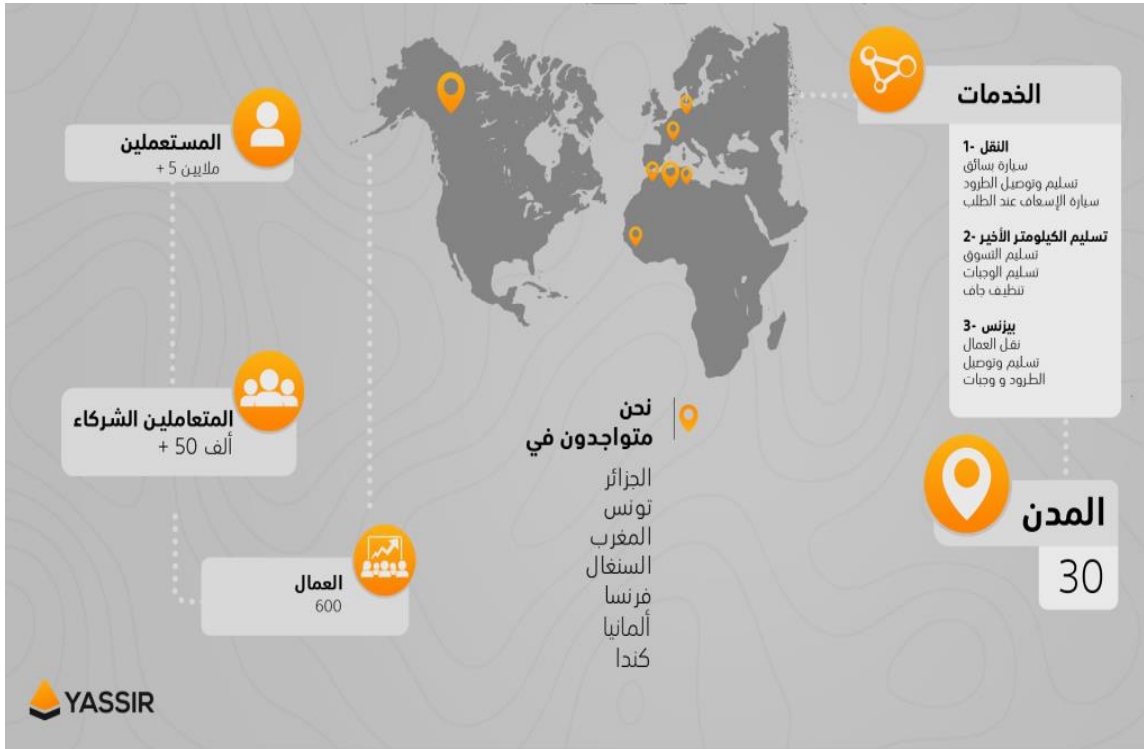 الخدمات
النقل -1
سيارة بسائق
تسليم وتوصيل الطرود
سيارة الإسعاف عند الطلب
تسليم الكيلومتر الأخير -2
تسليم التسوق
تسليم الوجبات
تنظيف جاف
بيزنس -3
نقل العمال
تسليم وتوصيل
الطرود و وجبات
المدن
30
المستعملين
ملايين 5 +
المتعاملين الشركاء
ألف 50 +
العمال
600
نحن
متواجدون في
الجزائر
تونس
المغرب
السنغال
فرنسا
ألمانيا
كندا
YASSIR